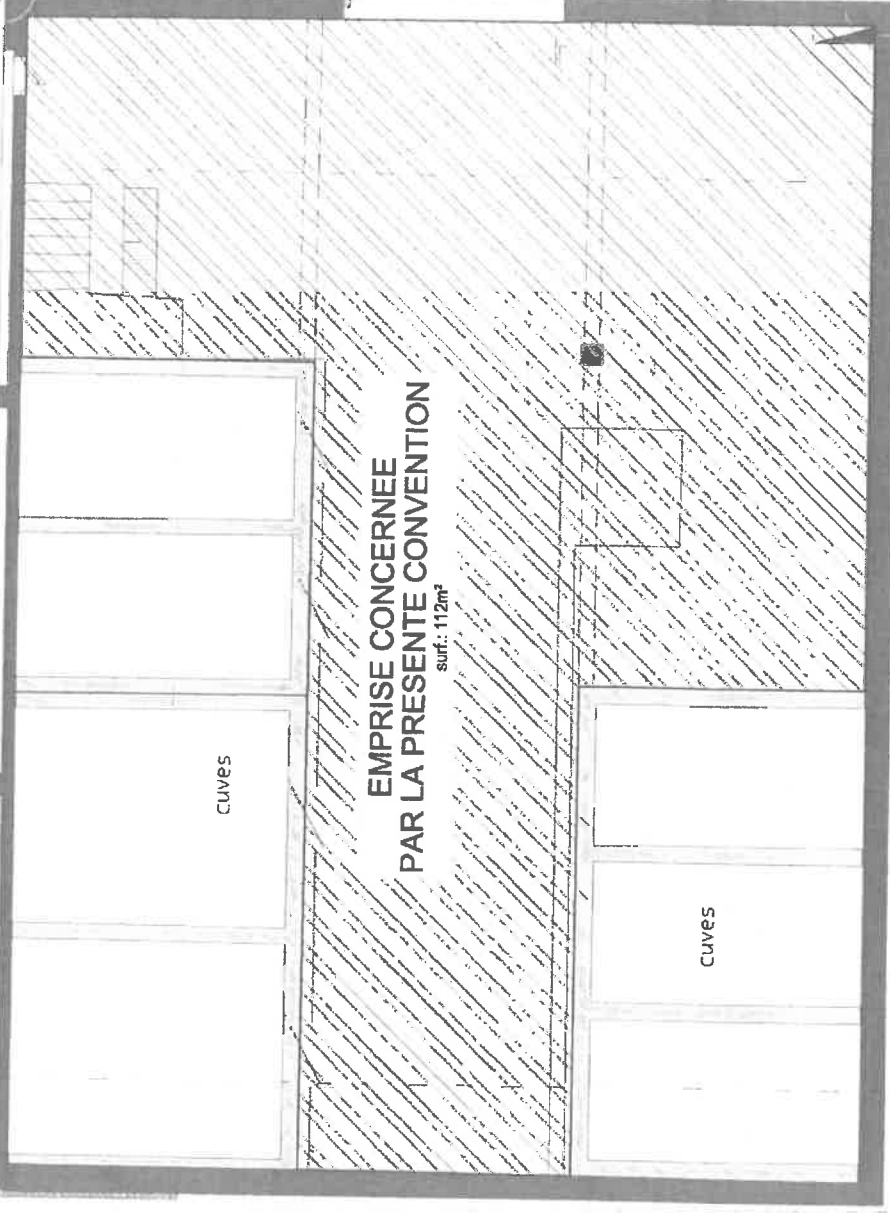 EMPRISE CONCERNEE
PAR LA PRESENTE CONVENTION
surf.: 112m²
cuves
cuves